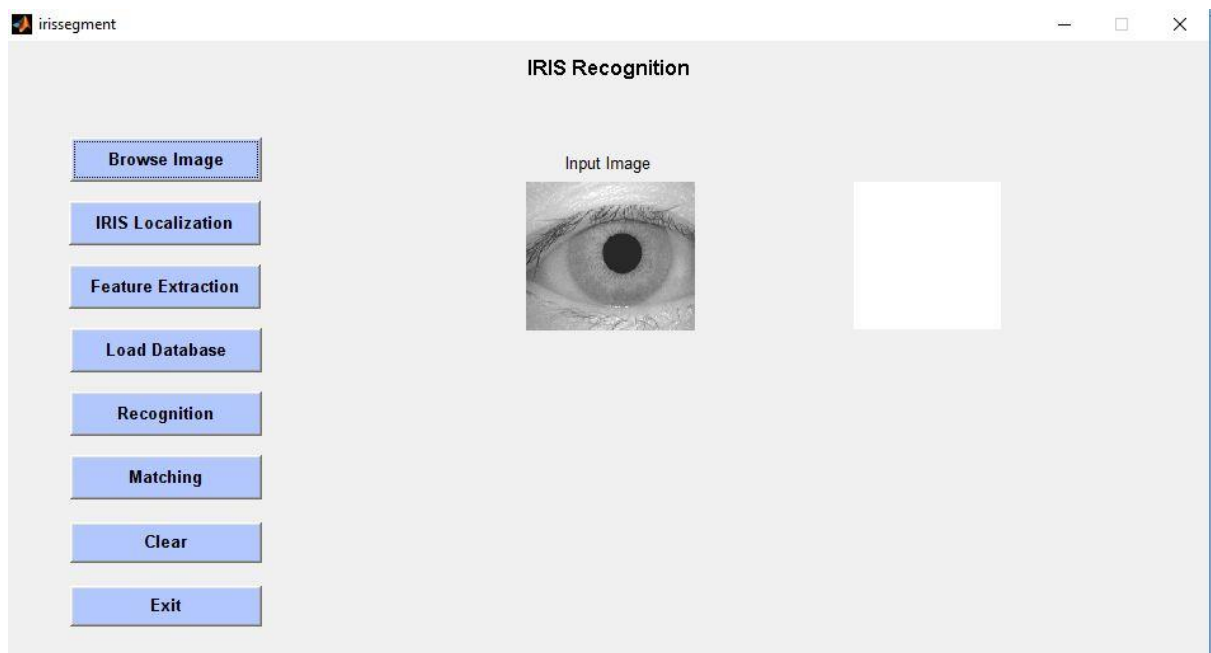 irissegment
IRIS Recognition
Browse Image
IRIS Localization
Feature Extraction
Load Database
Recognition
Matching
Clear
Exit
Input Image